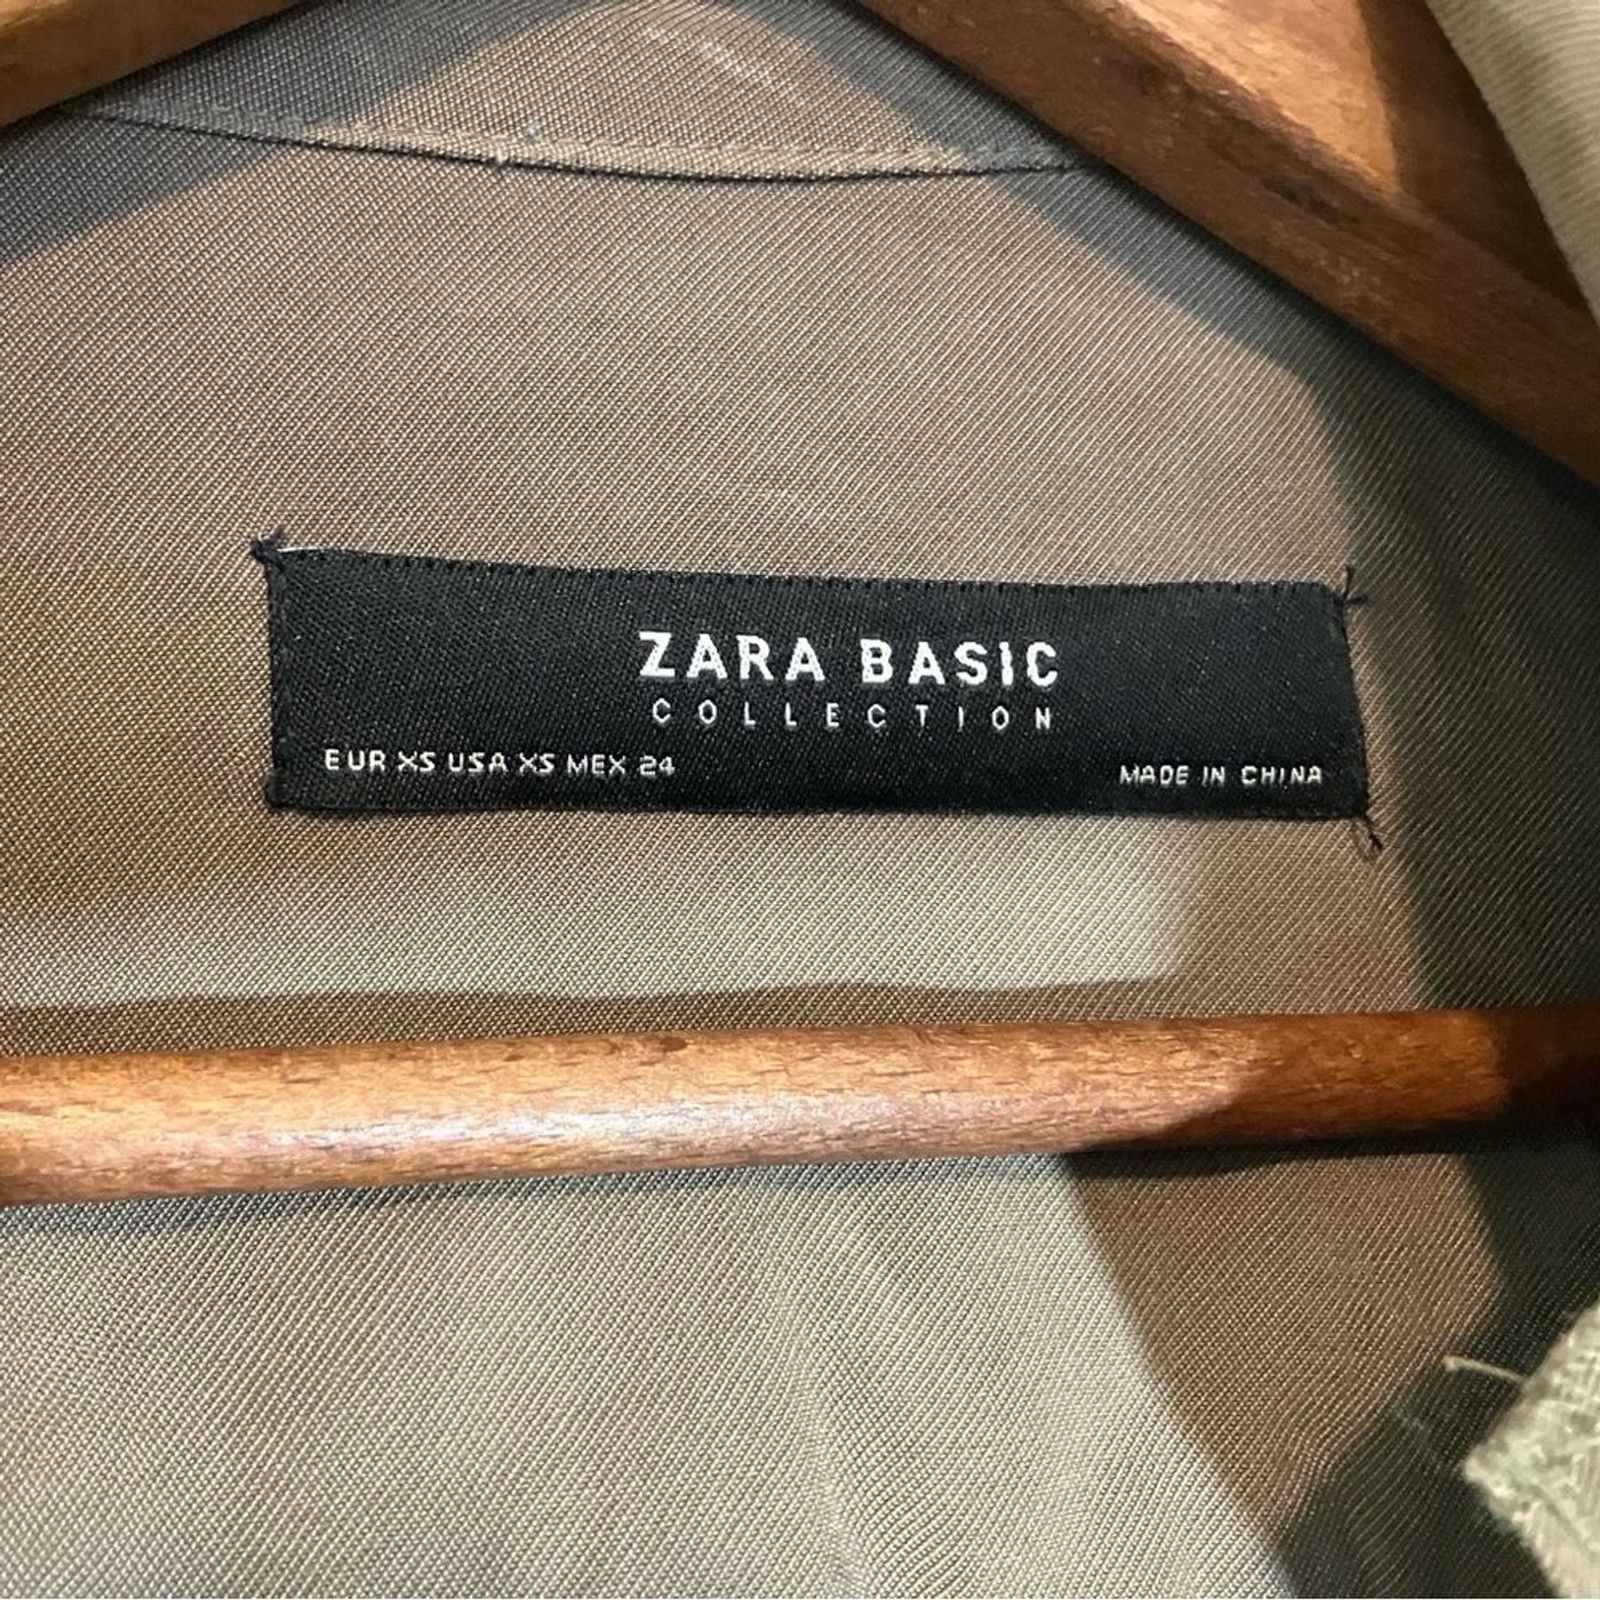 ZARA BASIC
COLLECTION
EUR XS USA XS MEX 24
MADE IN CHINA